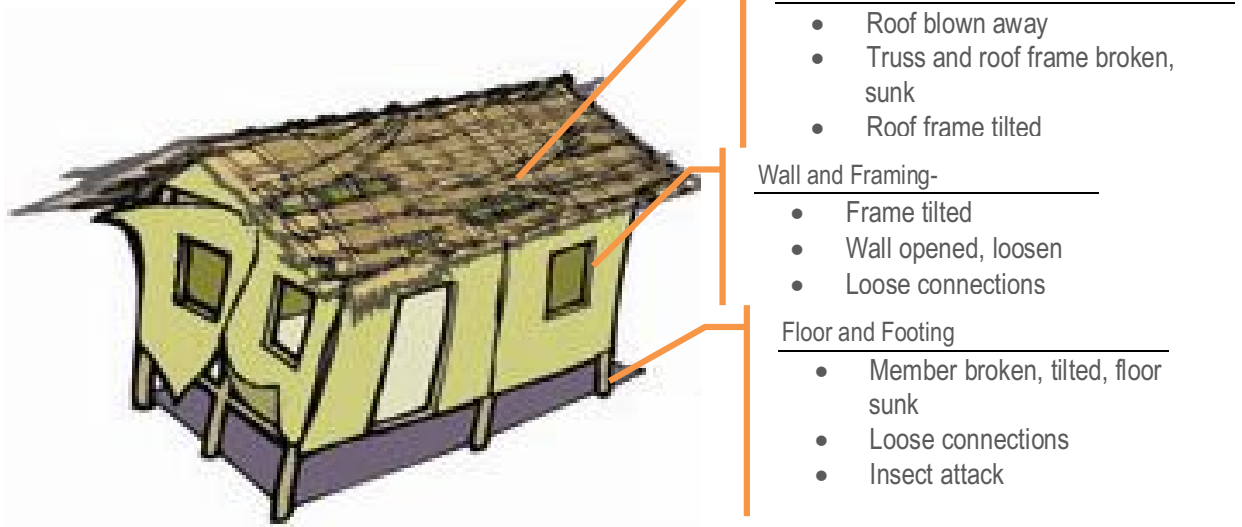 • Roof blown away
• Truss and roof frame broken,
sunk
• Roof frame tilted
Wall and Framing-
• Frame tilted
• Wall opened, loosen
• Loose connections
Floor and Footing
• Member broken, tilted, floor
sunk
• Loose connections
• Insect attack